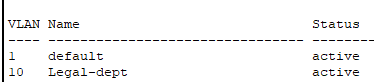 VLAN Name                             Status
---- -------------------------------- --------
1    default                          active
10   Legal-dept                       active